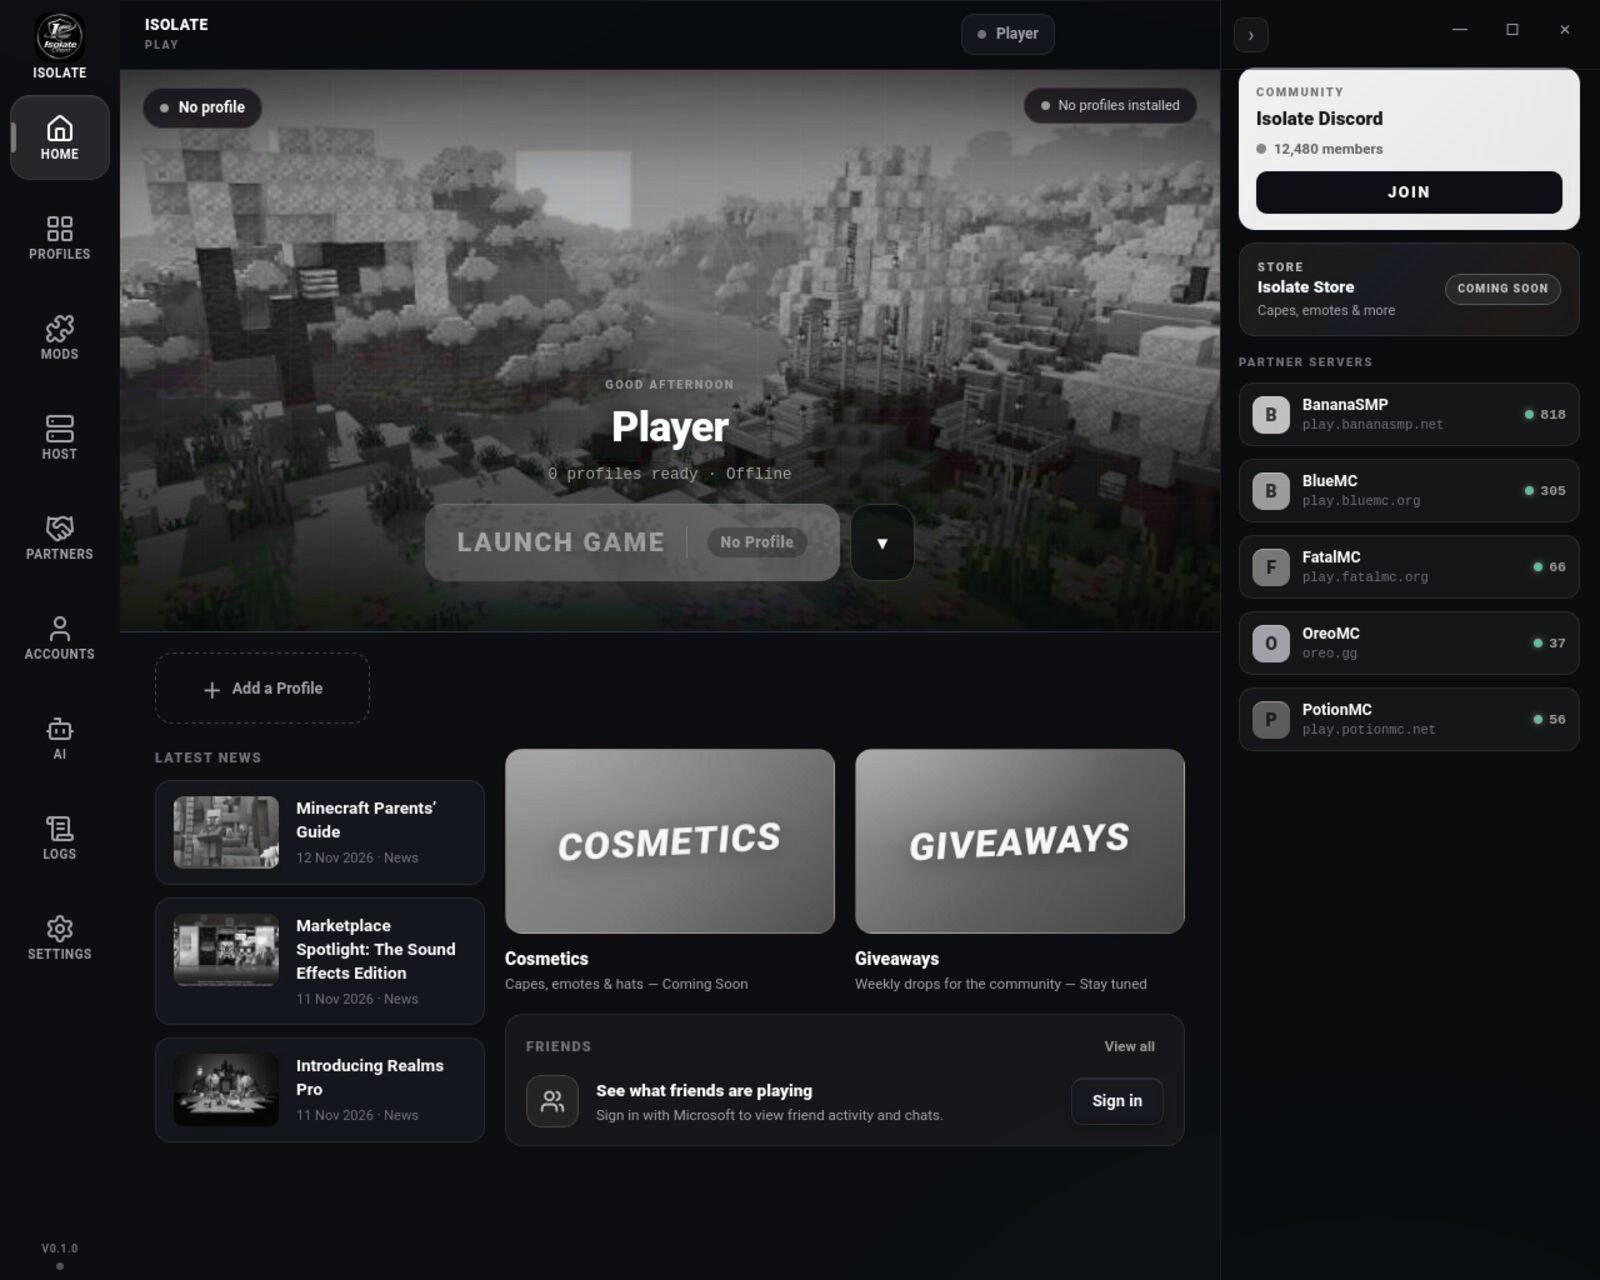 Isolate
Client
ISOLATE
HOME
PROFILES
MODS
HOST
PARTNERS
ACCOUNTS
AI
LOGS
SETTINGS
V0.1.0
ISOLATE
PLAY
Player
No profile
No profiles installed
GOOD AFTERNOON
Player
0 profiles ready · Offline
LAUNCH GAME
No Profile
▼
+ Add a Profile
LATEST NEWS
Minecraft Parents’
Guide
12 Nov 2026 · News
Marketplace
Spotlight: The Sound
Effects Edition
11 Nov 2026 · News
Introducing Realms
Pro
11 Nov 2026 · News
COSMETICS
Cosmetics
Capes, emotes & hats — Coming Soon
GIVEAWAYS
Giveaways
Weekly drops for the community — Stay tuned
FRIENDS
View all
See what friends are playing
Sign in with Microsoft to view friend activity and chats.
Sign in
COMMUNITY
Isolate Discord
12,480 members
JOIN
STORE
Isolate Store
Capes, emotes & more
COMING SOON
PARTNER SERVERS
B
BananaSMP
play.bananasmp.net
818
B
BlueMC
play.bluemc.org
305
F
FatalMC
play.fatalmc.org
66
O
OreoMC
oreo.gg
37
P
PotionMC
play.potionmc.net
56